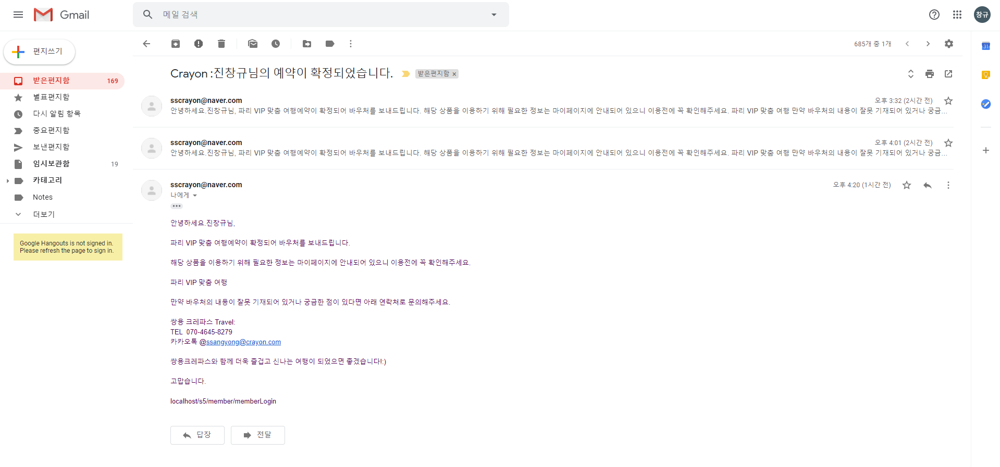 Gmail
메일 검색
창규
편지쓰기
685개 중 1개
31
받은편지함 169
별표편지함
다시 알림 항목
중요편지함
보낸편지함
임시보관함 19
카테고리
Notes
더보기
Google Hangouts is not signed in.
Please refresh the page to sign in.
Crayon :진창규님의 예약이 확정되었습니다. 받은편지함 ×
sscrayon@naver.com 오후 3:32 (2시간 전)
안녕하세요.진창규님, 파리 VIP 맞춤 여행예약이 확정되어 바우처를 보내드립니다. 해당 상품을 이용하기 위해 필요한 정보는 마이페이지에 안내되어 있으니 이용전에 꼭 확인해주세요. 파리 VIP 맞춤 여행 만약 바우처의 내용이 잘못 기재되어 있거나 궁금...
sscrayon@naver.com 오후 4:01 (2시간 전)
안녕하세요.진창규님, 파리 VIP 맞춤 여행예약이 확정되어 바우처를 보내드립니다. 해당 상품을 이용하기 위해 필요한 정보는 마이페이지에 안내되어 있으니 이용전에 꼭 확인해주세요. 파리 VIP 맞춤 여행 만약 바우처의 내용이 잘못 기재되어 있거나 궁금...
sscrayon@naver.com 오후 4:20 (1시간 전)
나에게
안녕하세요.진창규님,
파리 VIP 맞춤 여행예약이 확정되어 바우처를 보내드립니다.
해당 상품을 이용하기 위해 필요한 정보는 마이페이지에 안내되어 있으니 이용전에 꼭 확인해주세요.
파리 VIP 맞춤 여행
만약 바우처의 내용이 잘못 기재되어 있거나 궁금한 점이 있다면 아래 연락처로 문의해주세요.
쌍용 크레파스 Travel:
TEL 070-4645-8279
카카오톡 @ssangyong@crayon.com
쌍용크레파스와 함께 더욱 즐겁고 신나는 여행이 되었으면 좋겠습니다!:)
고맙습니다.
localhost/s5/member/memberLogin
답장
전달